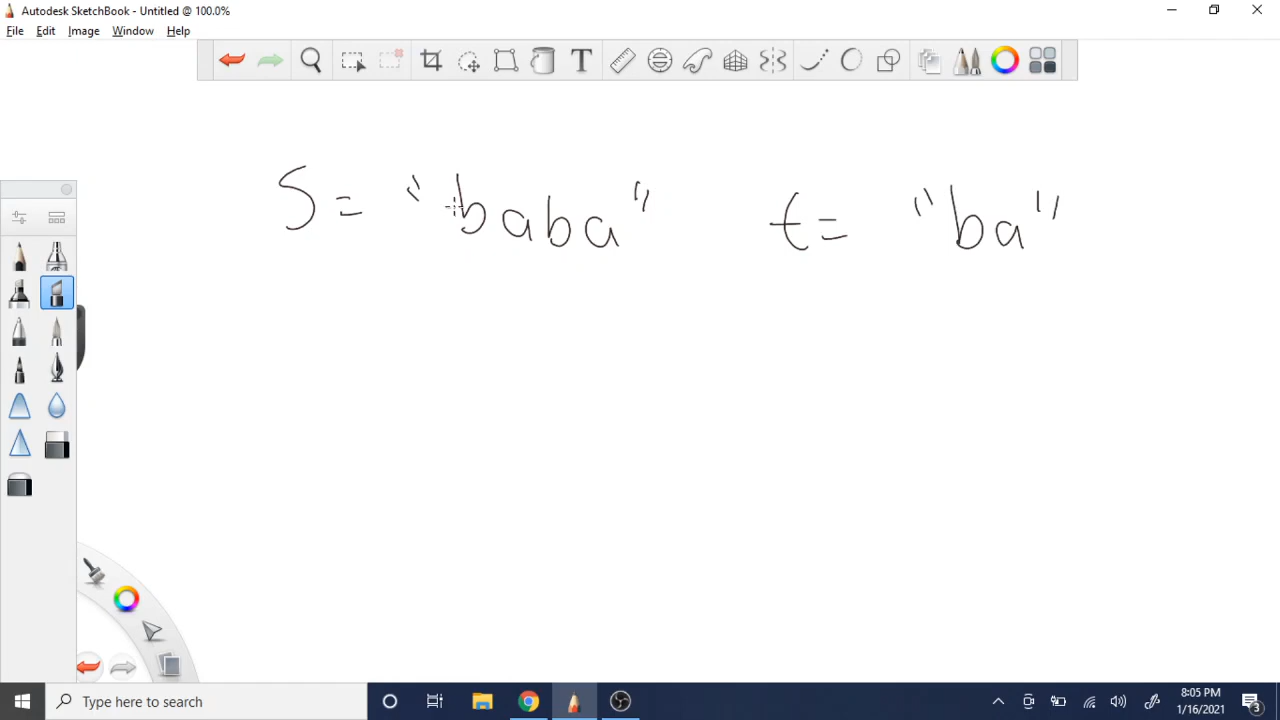 Autodesk SketchBook - Untitled @ 100.0%
File Edit Image Window Help
S = "baba" t = "ba"
Type here to search
8:05 PM
1/16/2021
3